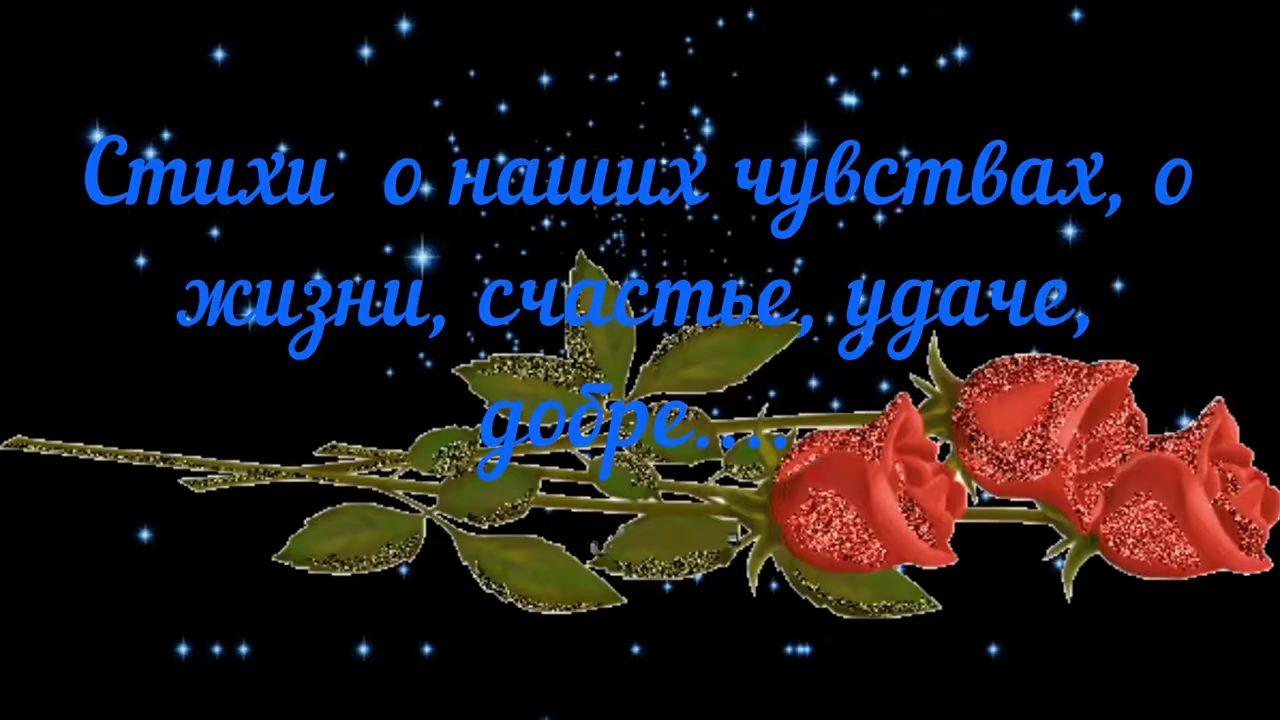 Стихи о наших чувствах, о
жизни, счастье, удаче,
добре....